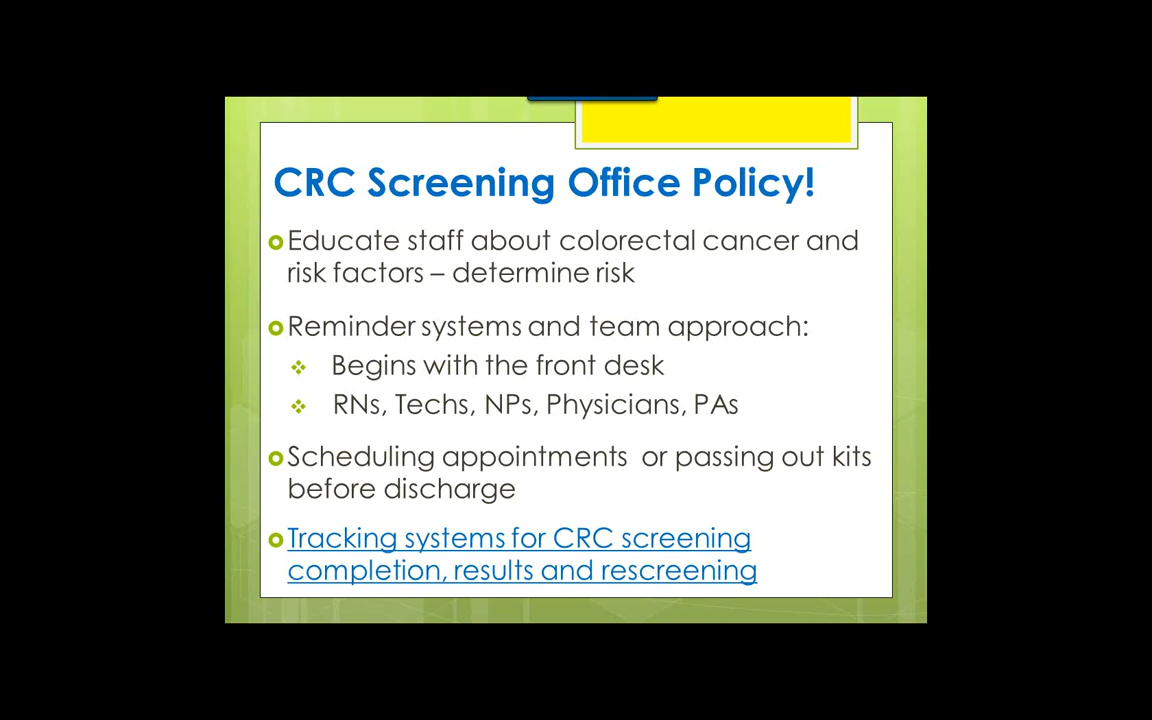 CRC Screening Office Policy!
Educate staff about colorectal cancer and
risk factors – determine risk
Reminder systems and team approach:
Begins with the front desk
RNs, Techs, NPs, Physicians, PAs
Scheduling appointments or passing out kits
before discharge
Tracking systems for CRC screening
completion, results and rescreening